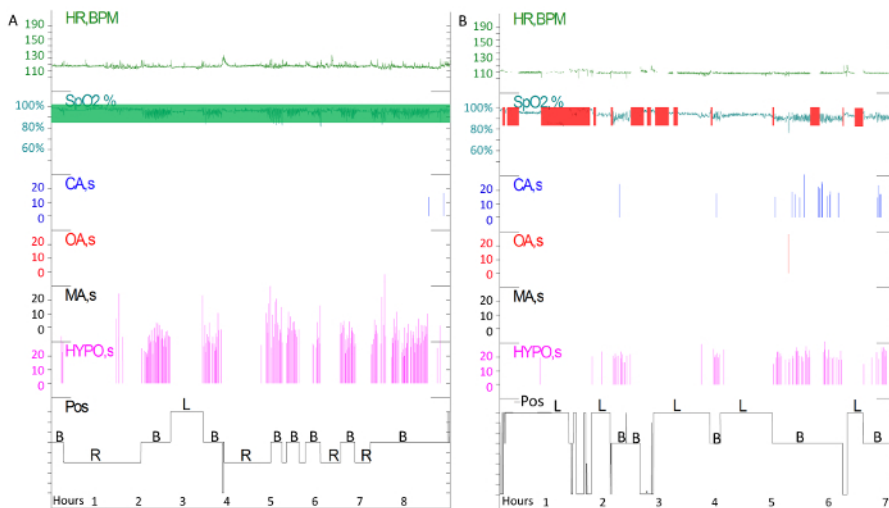 A
HR,BPM
190
150
130
110
SpO2.%
100%
80%
60%
CA,s
20
10
0
OA,s
20
10
0
MA,s
20
10
0
HYPO,s
20
10
0
Pos
L
B
B
B
B
B
B
B
B
R
R
R
R
Hours 1 2 3 4 5 6 7 8
B
HR,BPM
190
150
130
110
SpO2.%
100%
80%
60%
CA,s
20
10
0
OA,s
20
10
0
MA,s
20
10
0
HYPO,s
20
10
0
Pos
L
L
L
L
L
B
B
B
B
B
Hours 1 2 3 4 5 6 7